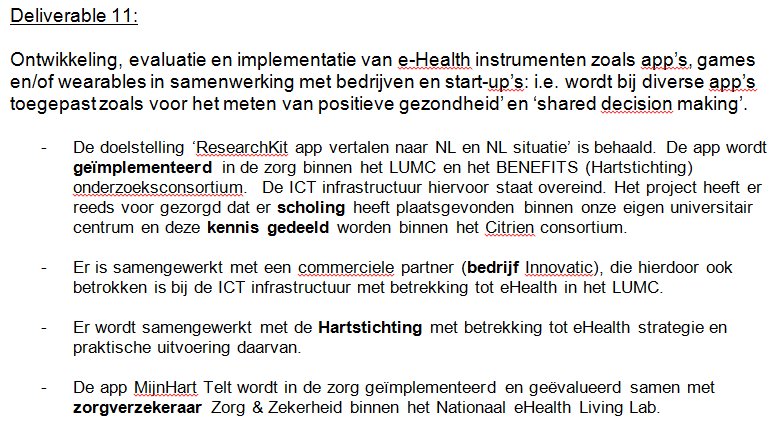 Deliverable 11:
Ontwikkeling, evaluatie en implementatie van e-Health instrumenten zoals app’s, games
en/of wearables in samenwerking met bedrijven en start-up’s: i.e. wordt bij diverse app’s
toegepast zoals voor het meten van positieve gezondheid’ en ‘shared decision making’.
- De doelstelling ‘ResearchKit app vertalen naar NL en NL situatie’ is behaald. De app wordt
geïmplementeerd in de zorg binnen het LUMC en het BENEFITS (Hartstichting)
onderzoeksconsortium. De ICT infrastructuur hiervoor staat overeind. Het project heeft er
reeds voor gezorgd dat er scholing heeft plaatsgevonden binnen onze eigen universitair
centrum en deze kennis gedeeld worden binnen het Citrien consortium.
- Er is samengewerkt met een commerciele partner (bedrijf Innovatic), die hierdoor ook
betrokken is bij de ICT infrastructuur met betrekking tot eHealth in het LUMC.
- Er wordt samengewerkt met de Hartstichting met betrekking tot eHealth strategie en
praktische uitvoering daarvan.
- De app MijnHart Telt wordt in de zorg geïmplementeerd en geëvalueerd samen met
zorgverzekeraar Zorg & Zekerheid binnen het Nationaal eHealth Living Lab.